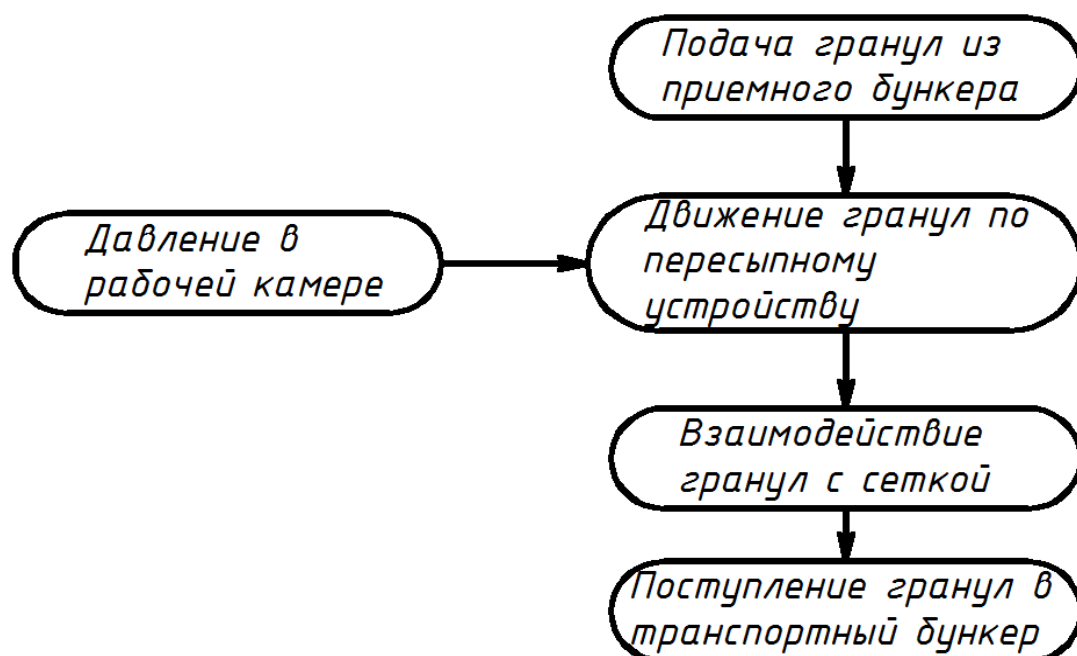 Подача гранул из
приемного бункера
Движение гранул по
пересыпному
устройству
Давление в
рабочей камере
Взаимодействие
гранул с сеткой
Поступление гранул в
транспортный бункер